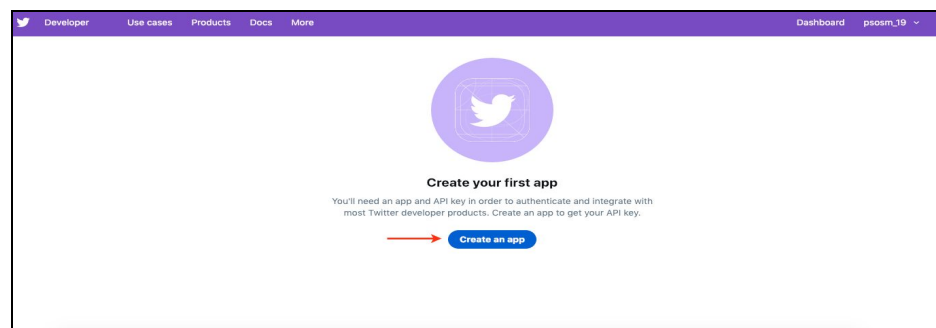 Developer Use cases Products Docs More Dashboard psosm_19
Create your first app
You'll need an app and API key in order to authenticate and integrate with
most Twitter developer products. Create an app to get your API key.
Create an app